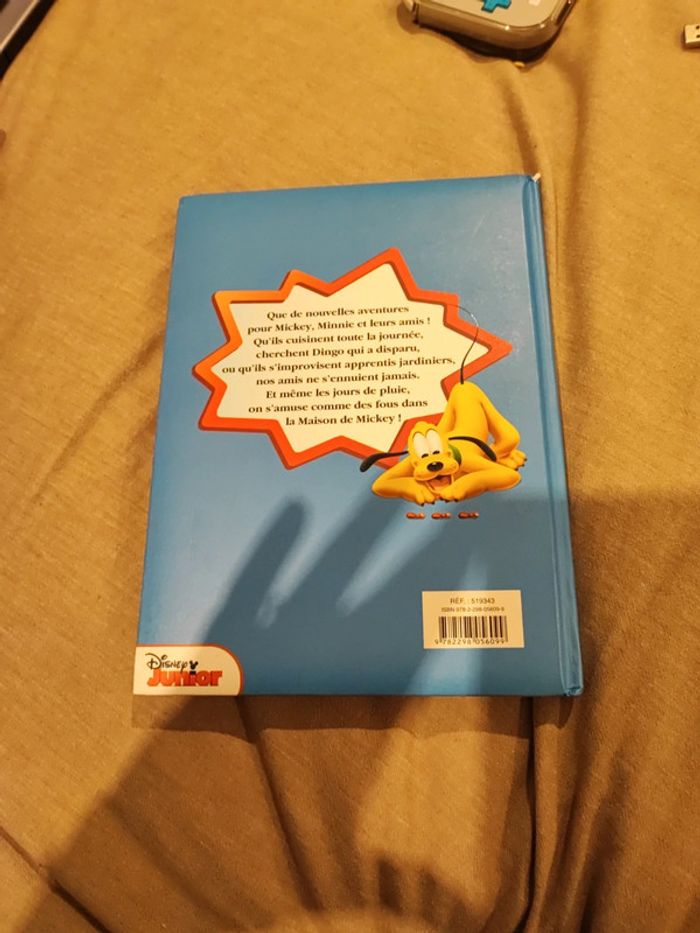 Que de nouvelles aventures
pour Mickey, Minnie et leurs amis !
Qu'ils cuisinent toute la journée,
cherchent Dingo qui a disparu,
ou qu'ils s'improvisent apprentis jardiniers,
nos amis ne s'ennuient jamais.
Et même les jours de pluie,
on s'amuse comme des fous dans
la Maison de Mickey !
RÉF. : 519343
ISBN 978-2-298-05609-9
9 782298 056099
Disney
Junior